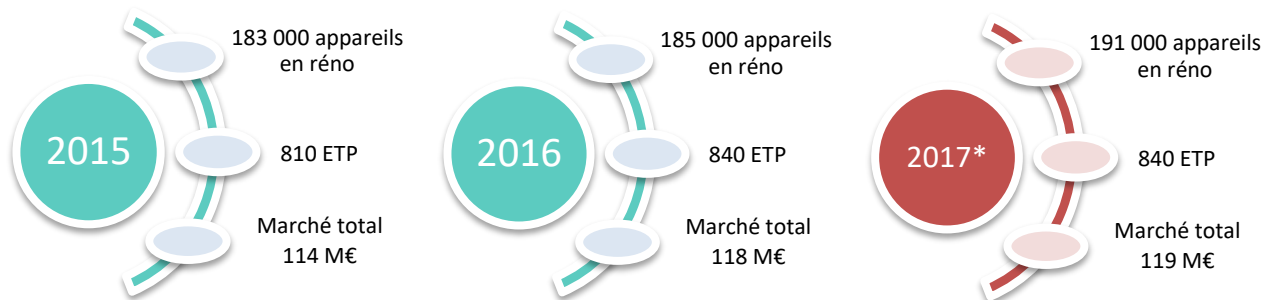 2015
183 000 appareils
en réno
810 ETP
Marché total
114 M€
2016
185 000 appareils
en réno
840 ETP
Marché total
118 M€
2017*
191 000 appareils
en réno
840 ETP
Marché total
119 M€